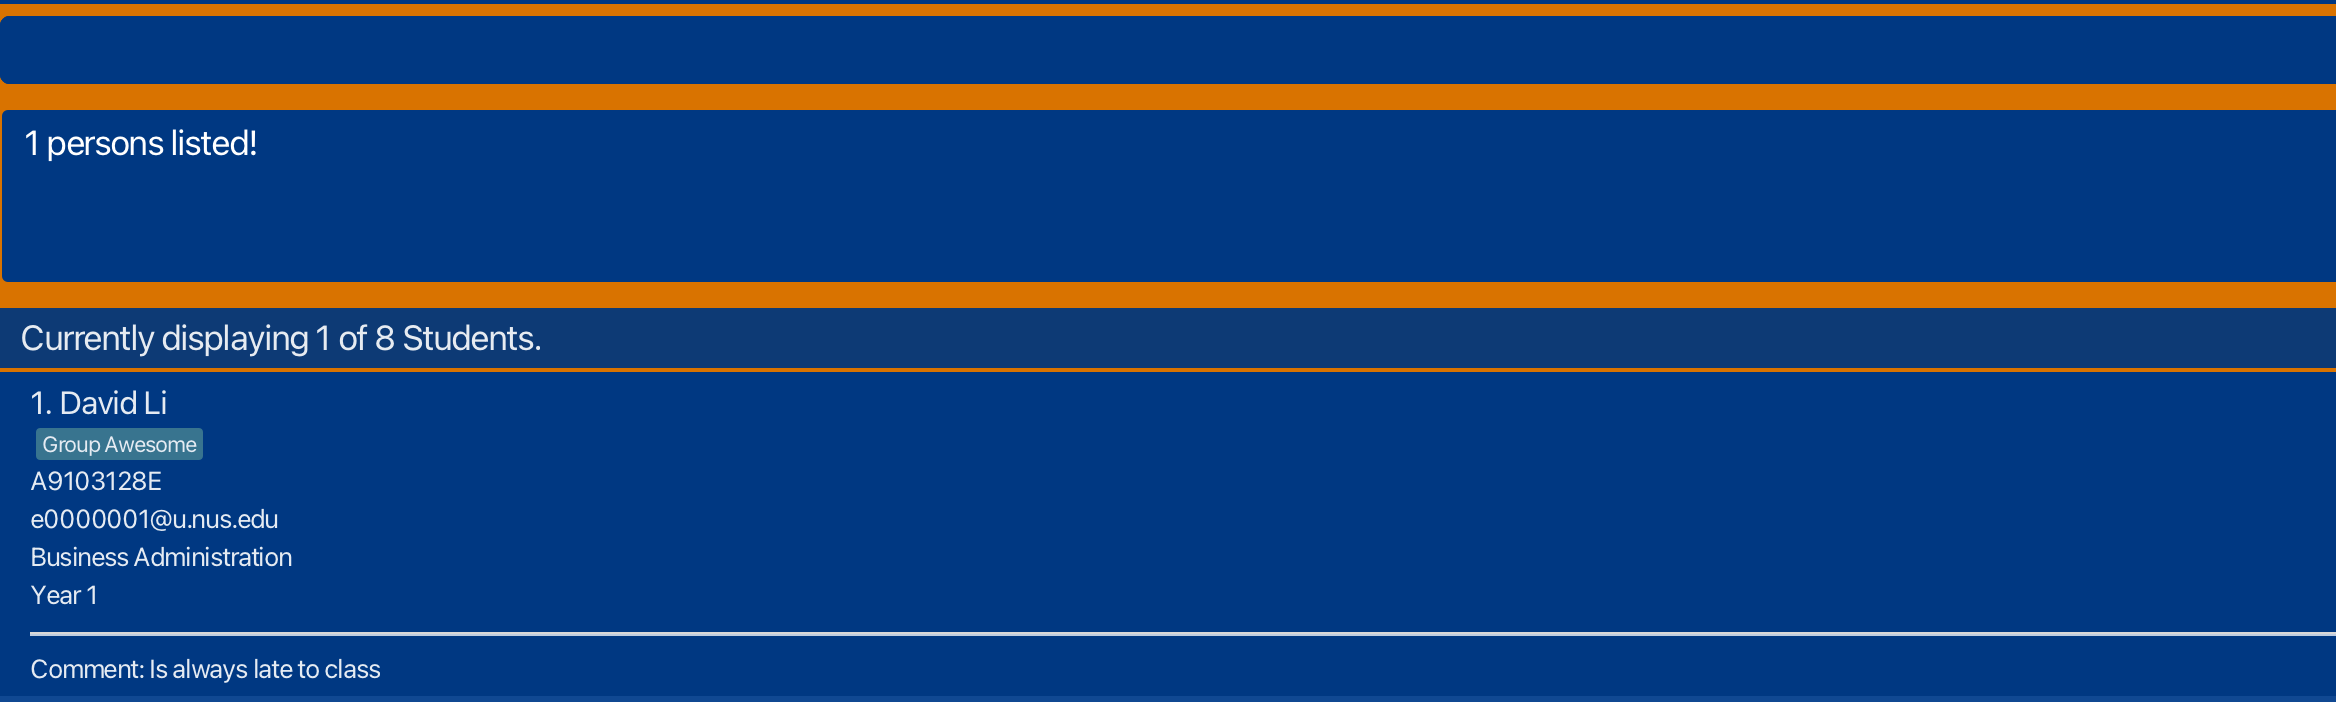 1 persons listed!
Currently displaying 1 of 8 Students.
1. David Li
Group Awesome
A9103128E
e0000001@u.nus.edu
Business Administration
Year 1
Comment: Is always late to class